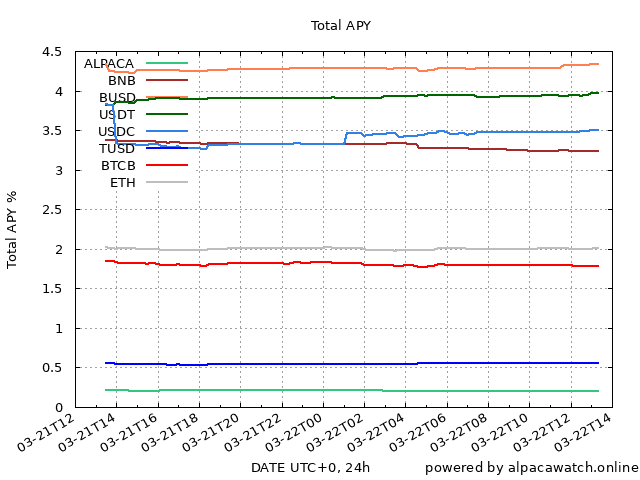 Total APY
4.5
4
3.5
3
2.5
2
1.5
1
0.5
0
Total APY %
ALPACA
BNB
BUSD
USDT
USDC
TUSD
BTCB
ETH
03-21T12
03-21T14
03-21T16
03-21T18
03-21T20
03-21T22
03-22T00
03-22T02
03-22T04
03-22T06
03-22T08
03-22T10
03-22T12
03-22T14
DATE UTC+0, 24h
powered by alpacawatch.online